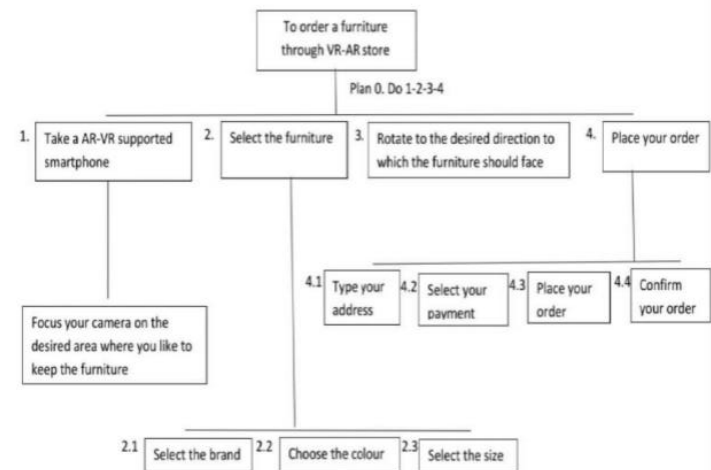 To order a furniture
through VR-AR store
Plan 0. Do 1-2-3-4
1.
Take a AR-VR supported
smartphone
2.
Select the furniture
3.
Rotate to the desired direction to
which the furniture should face
4.
Place your order
Focus your camera on the
desired area where you like to
keep the furniture
4.1
Type your
address
4.2
Select your
payment
4.3
Place your
order
4.4
Confirm
your order
2.1
Select the brand
2.2
Choose the colour
2.3
Select the size